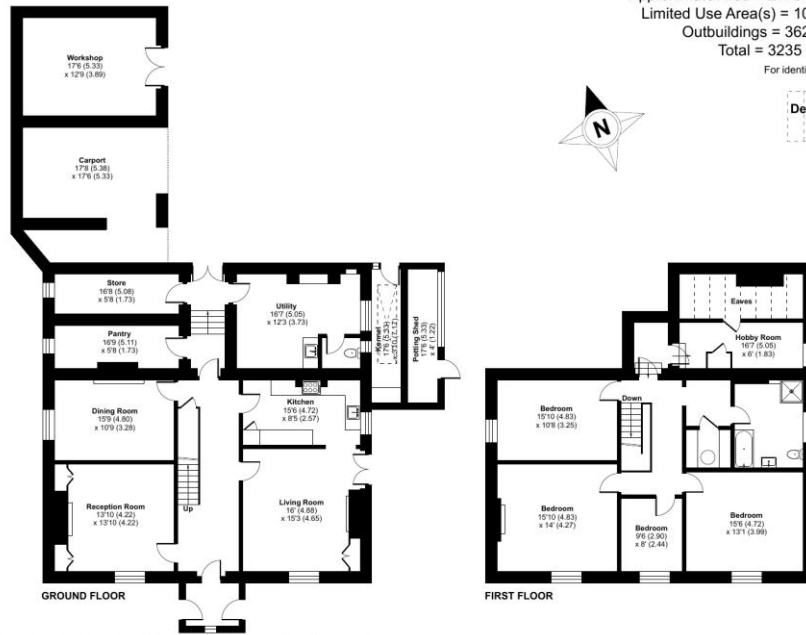 Limited Use Area(s) = 10
Outbuildings = 362
Total = 3235
For identi
De
N
Workshop
17'6 (5.33)
x 12'9 (3.89)
Carport
17'8 (5.38)
x 17'6 (5.33)
Store
16'8 (5.08)
x 5'8 (1.73)
Pantry
16'9 (5.11)
x 5'8 (1.73)
Utility
16'7 (5.05)
x 12'3 (3.73)
Kennel
17'6 (5.33)
Potting Shed
17'6 (5.33)
x 4' (1.22)
Dining Room
15'9 (4.80)
x 10'9 (3.28)
Kitchen
15'6 (4.72)
x 8'5 (2.57)
Reception Room
13'10 (4.22)
x 13'10 (4.22)
Up
Living Room
16' (4.88)
x 15'3 (4.65)
GROUND FLOOR
Eaves
Hobby Room
16'7 (5.05)
x 6' (1.83)
Bedroom
15'10 (4.83)
x 10'8 (3.25)
Down
Bedroom
15'10 (4.83)
x 14' (4.27)
Bedroom
9'6 (2.90)
x 8' (2.44)
Bedroom
15'6 (4.72)
x 13'1 (3.99)
FIRST FLOOR